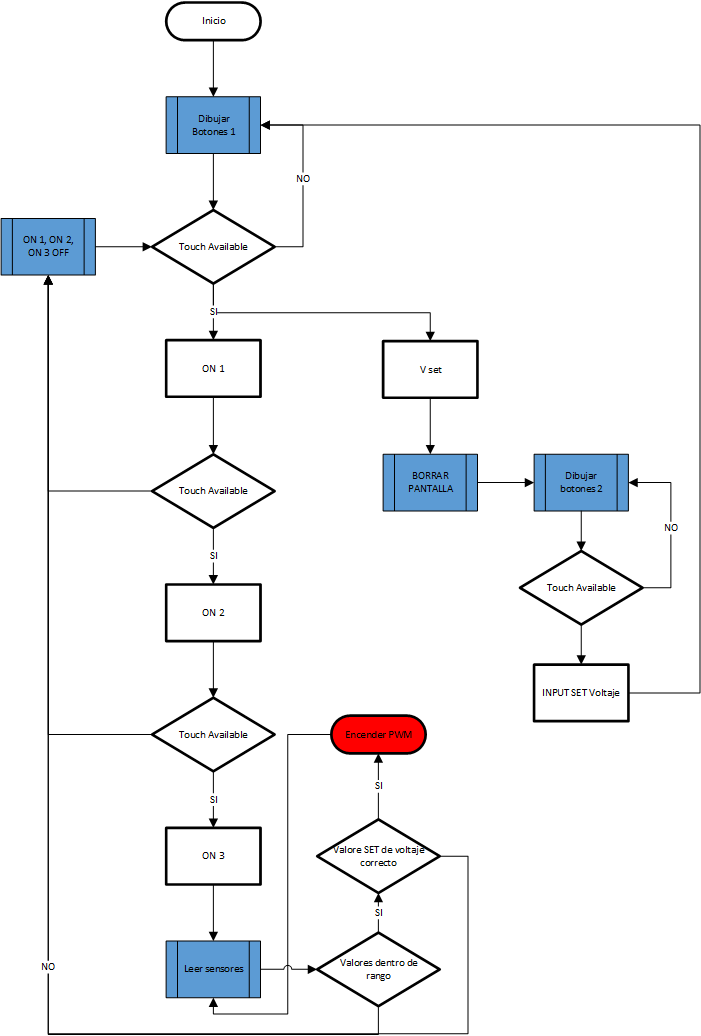 Inicio
Dibujar
Botones 1
NO
ON 1, ON 2,
ON 3 OFF
Touch Available
SI
ON 1
V set
Touch Available
BORRAR
PANTALLA
Dibujar
botones 2
NO
SI
Touch Available
ON 2
INPUT SET Voltaje
Touch Available
Encender PWM
SI
SI
ON 3
Valore SET de voltaje
correcto
SI
NO
Leer sensores
Valores dentro de
rango